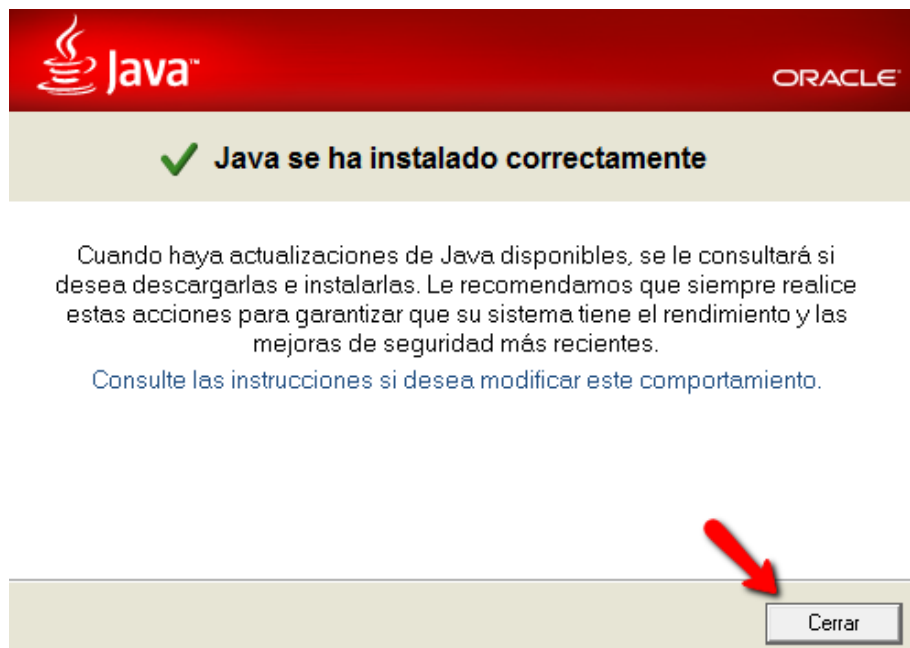 Java™
ORACLE
Java se ha instalado correctamente
Cuando haya actualizaciones de Java disponibles, se le consultará si
desea descargarlas e instalarlas. Le recomendamos que siempre realice
estas acciones para garantizar que su sistema tiene el rendimiento y las
mejoras de seguridad más recientes.
Consulte las instrucciones si desea modificar este comportamiento.
Cerrar